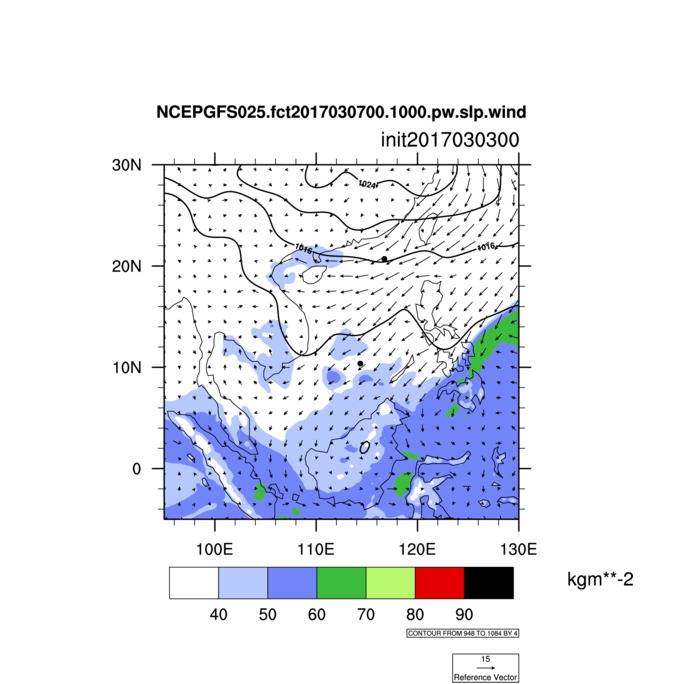 NCEPGFS025.fct2017030700.1000.pw.slp.wind
init2017030300
30N
1024
1016
1016
20N
10N
0
100E 110E 120E 130E
kgm**-2
40 50 60 70 80 90
CONTOUR FROM 948 TO 1084 BY 4
15
Reference Vector